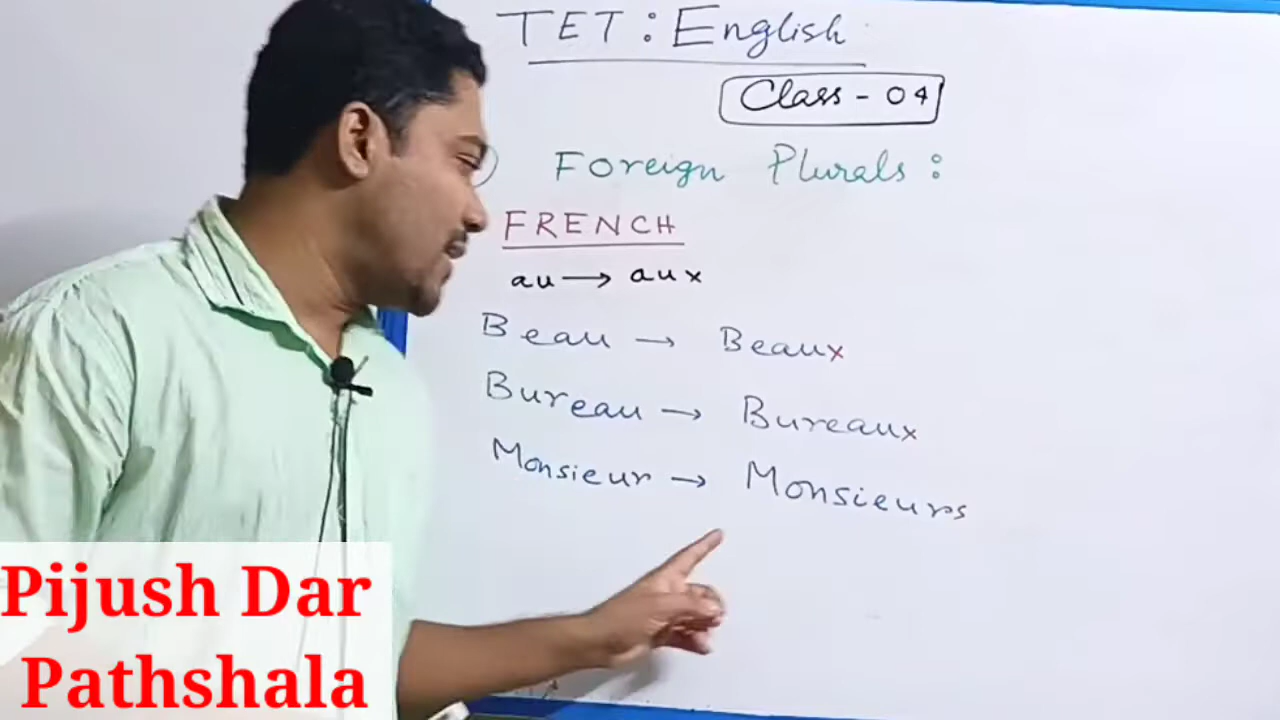 TET : English
Class - 04
Foreign Plurals :
FRENCH
au → aux
Beau → Beaux
Bureau → Bureaux
Monsieur → Monsieurs
Pijush Dar
Pathshala